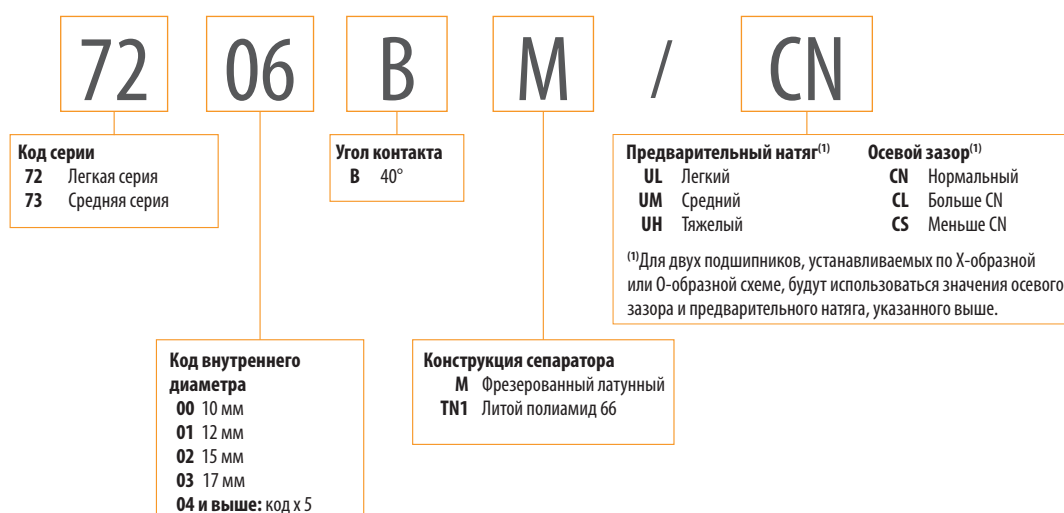 72 06 B M / CN
Код серии
72 Легкая серия
73 Средняя серия
Угол контакта
B 40°
Предварительный натяг(1)
UL Легкий
UM Средний
UH Тяжелый
Осевой зазор(1)
CN Нормальный
CL Больше CN
CS Меньше CN
(1)Для двух подшипников, устанавливаемых по X-образной
или O-образной схеме, будут использоваться значения осевого
зазора и предварительного натяга, указанного выше.
Код внутреннего
диаметра
00 10 мм
01 12 мм
02 15 мм
03 17 мм
04 и выше: код x 5
Конструкция сепаратора
M Фрезерованный латунный
TN1 Литой полиамид 66